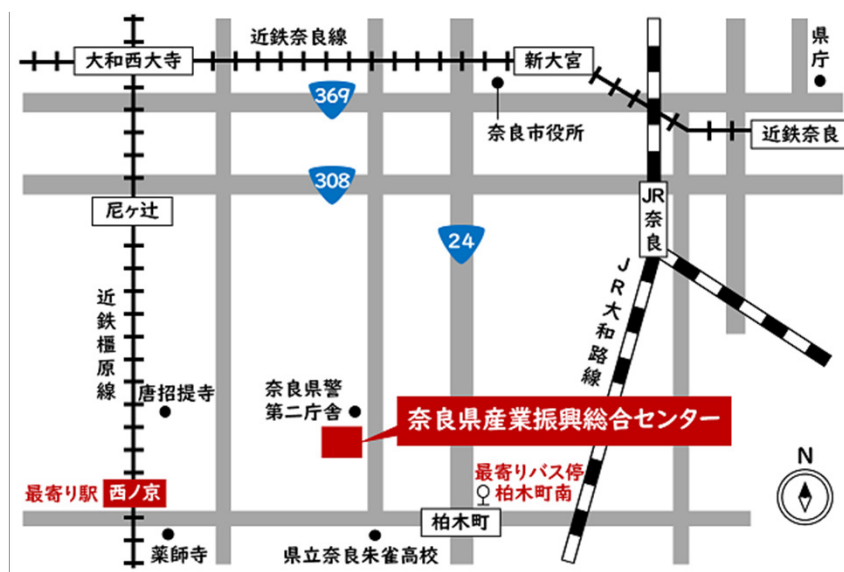 近鉄奈良線
県庁
大和西大寺
新大宮
369
奈良市役所
近鉄奈良
308
尼ヶ辻
JR奈良
24
JR大和路線
近鉄橿原線
唐招提寺
奈良県警
第二庁舎
奈良県産業振興総合センター
N
最寄り駅 西ノ京
最寄りバス停
柏木町南
柏木町
薬師寺
県立奈良朱雀高校